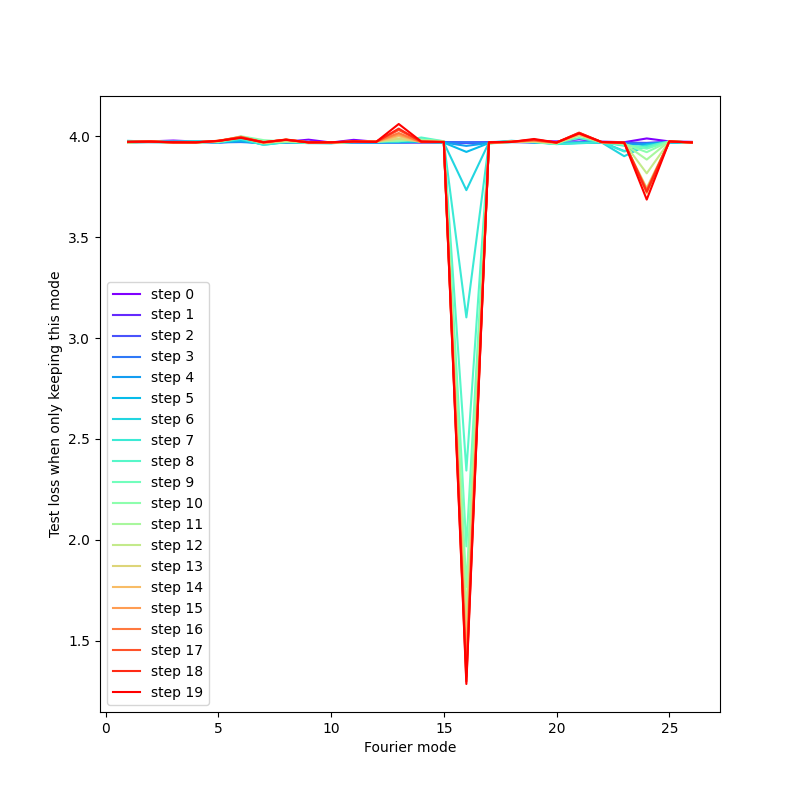 4.0
3.5
3.0
2.5
2.0
1.5
Test loss when only keeping this mode
step 0
step 1
step 2
step 3
step 4
step 5
step 6
step 7
step 8
step 9
step 10
step 11
step 12
step 13
step 14
step 15
step 16
step 17
step 18
step 19
0 5 10 15 20 25
Fourier mode